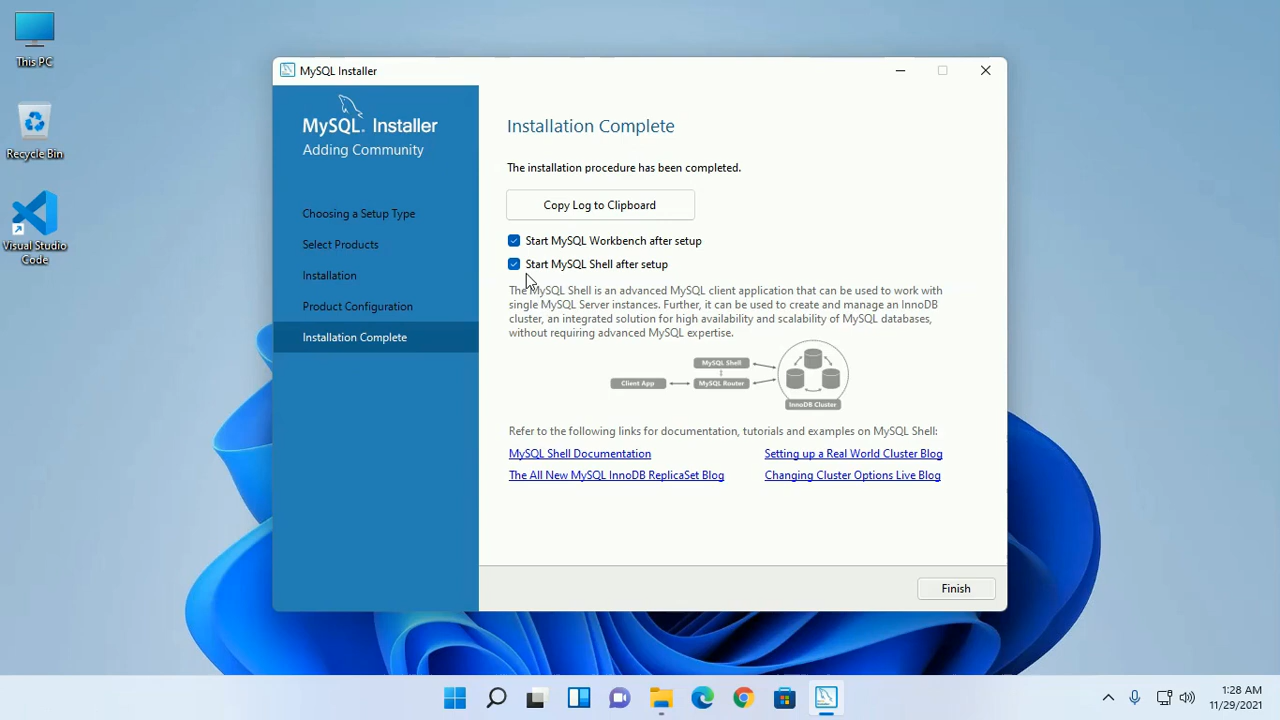 This PC
Recycle Bin
Visual Studio
Code
MySQL Installer
MySQL. Installer
Adding Community
Choosing a Setup Type
Select Products
Installation
Product Configuration
Installation Complete
Installation Complete
The installation procedure has been completed.
Copy Log to Clipboard
Start MySQL Workbench after setup
Start MySQL Shell after setup
The MySQL Shell is an advanced MySQL client application that can be used to work with
single MySQL Server instances. Further, it can be used to create and manage an InnoDB
cluster, an integrated solution for high availability and scalability of MySQL databases,
without requiring advanced MySQL expertise.
MySQL Shell
Client App
MySQL Router
InnoDB Cluster
Refer to the following links for documentation, tutorials and examples on MySQL Shell:
MySQL Shell Documentation
Setting up a Real World Cluster Blog
The All New MySQL InnoDB ReplicaSet Blog
Changing Cluster Options Live Blog
Finish
1:28 AM
11/29/2021